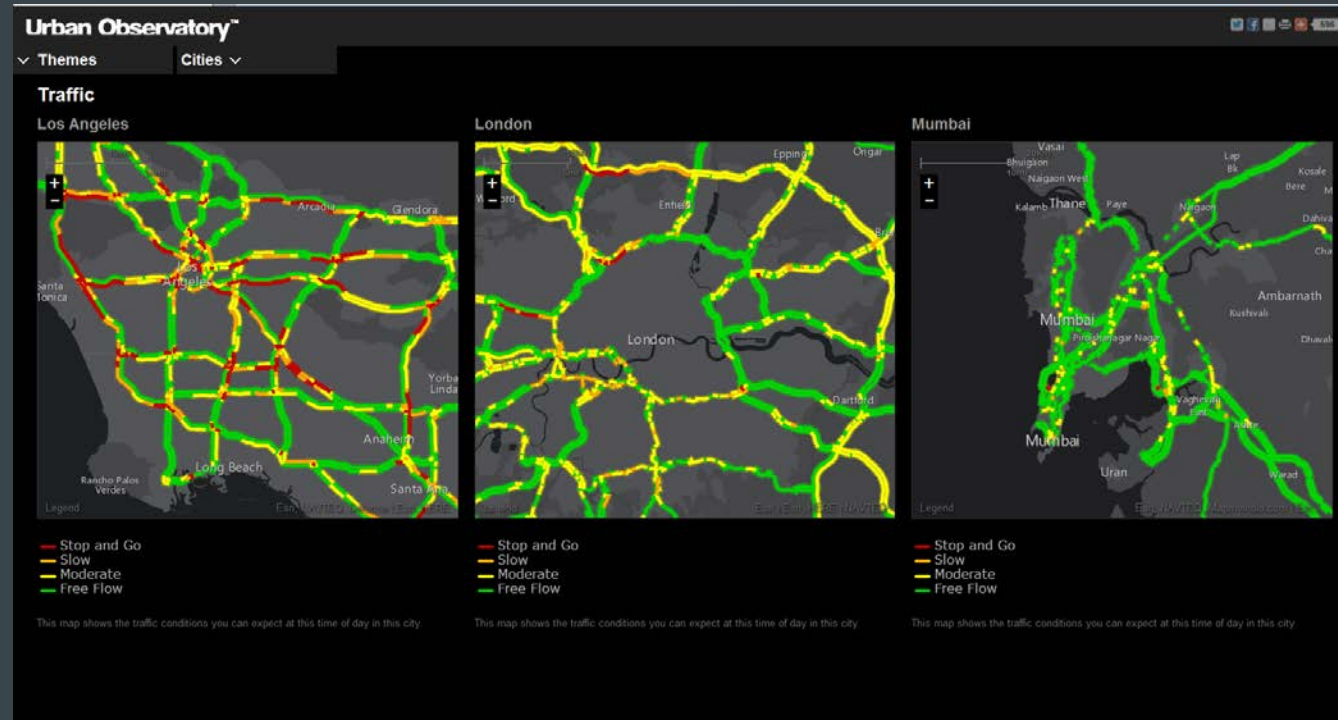 Urban Observatory™
Themes
Cities
Traffic
Los Angeles
Arcadia
Glendora
Los
Angeles
Santa
Monica
Yorba
Linda
Anaheim
Long Beach
Rancho Palos
Verdes
Santa Ana
Legend
Stop and Go
Slow
Moderate
Free Flow
This map shows the traffic conditions you can expect at this time of day in this city.
London
Epping
Ongar
Enfield
London
Dartford
Stop and Go
Slow
Moderate
Free Flow
This map shows the traffic conditions you can expect at this time of day in this city.
Mumbai
Vasai
Bhuigaon
Naigaon West
Kalamb
Thane
Paye
Lap
Bk
Kosale
Bere
Naigaon
Dahiva
Cha
Ambarnath
Kushivali
Dhavale
Mumbai
Pirojshanagar Nagar
Vaghevali
East
Mumbai
Uran
Warad
Legend
Stop and Go
Slow
Moderate
Free Flow
This map shows the traffic conditions you can expect at this time of day in this city.